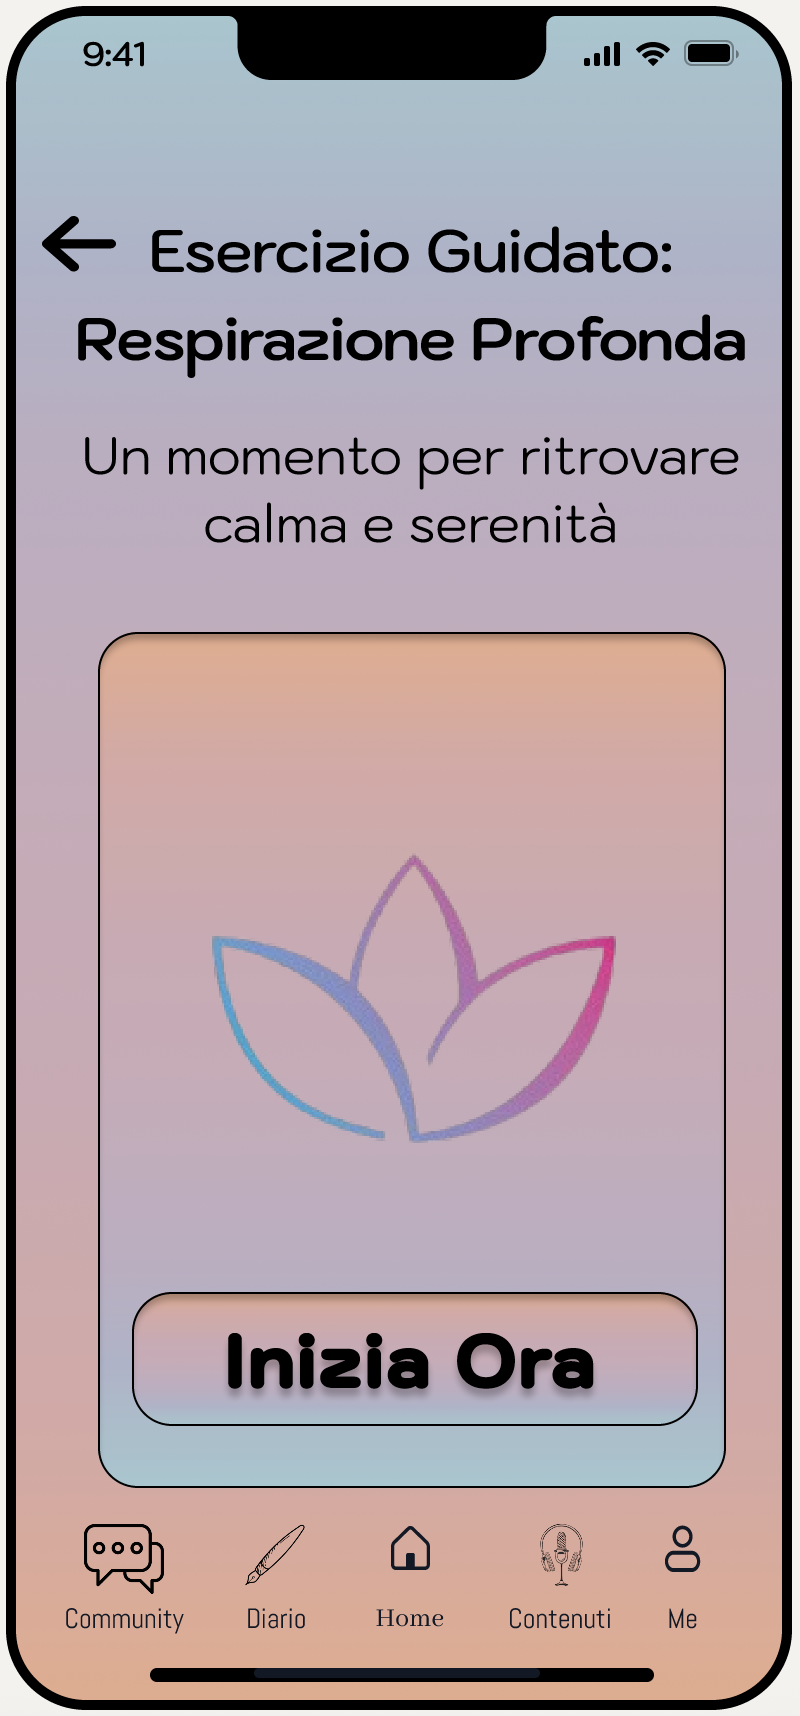 9:41
Esercizio Guidato:
Respirazione Profonda
Un momento per ritrovare
calma e serenità
Inizia Ora
Community Diario Home Contenuti Me